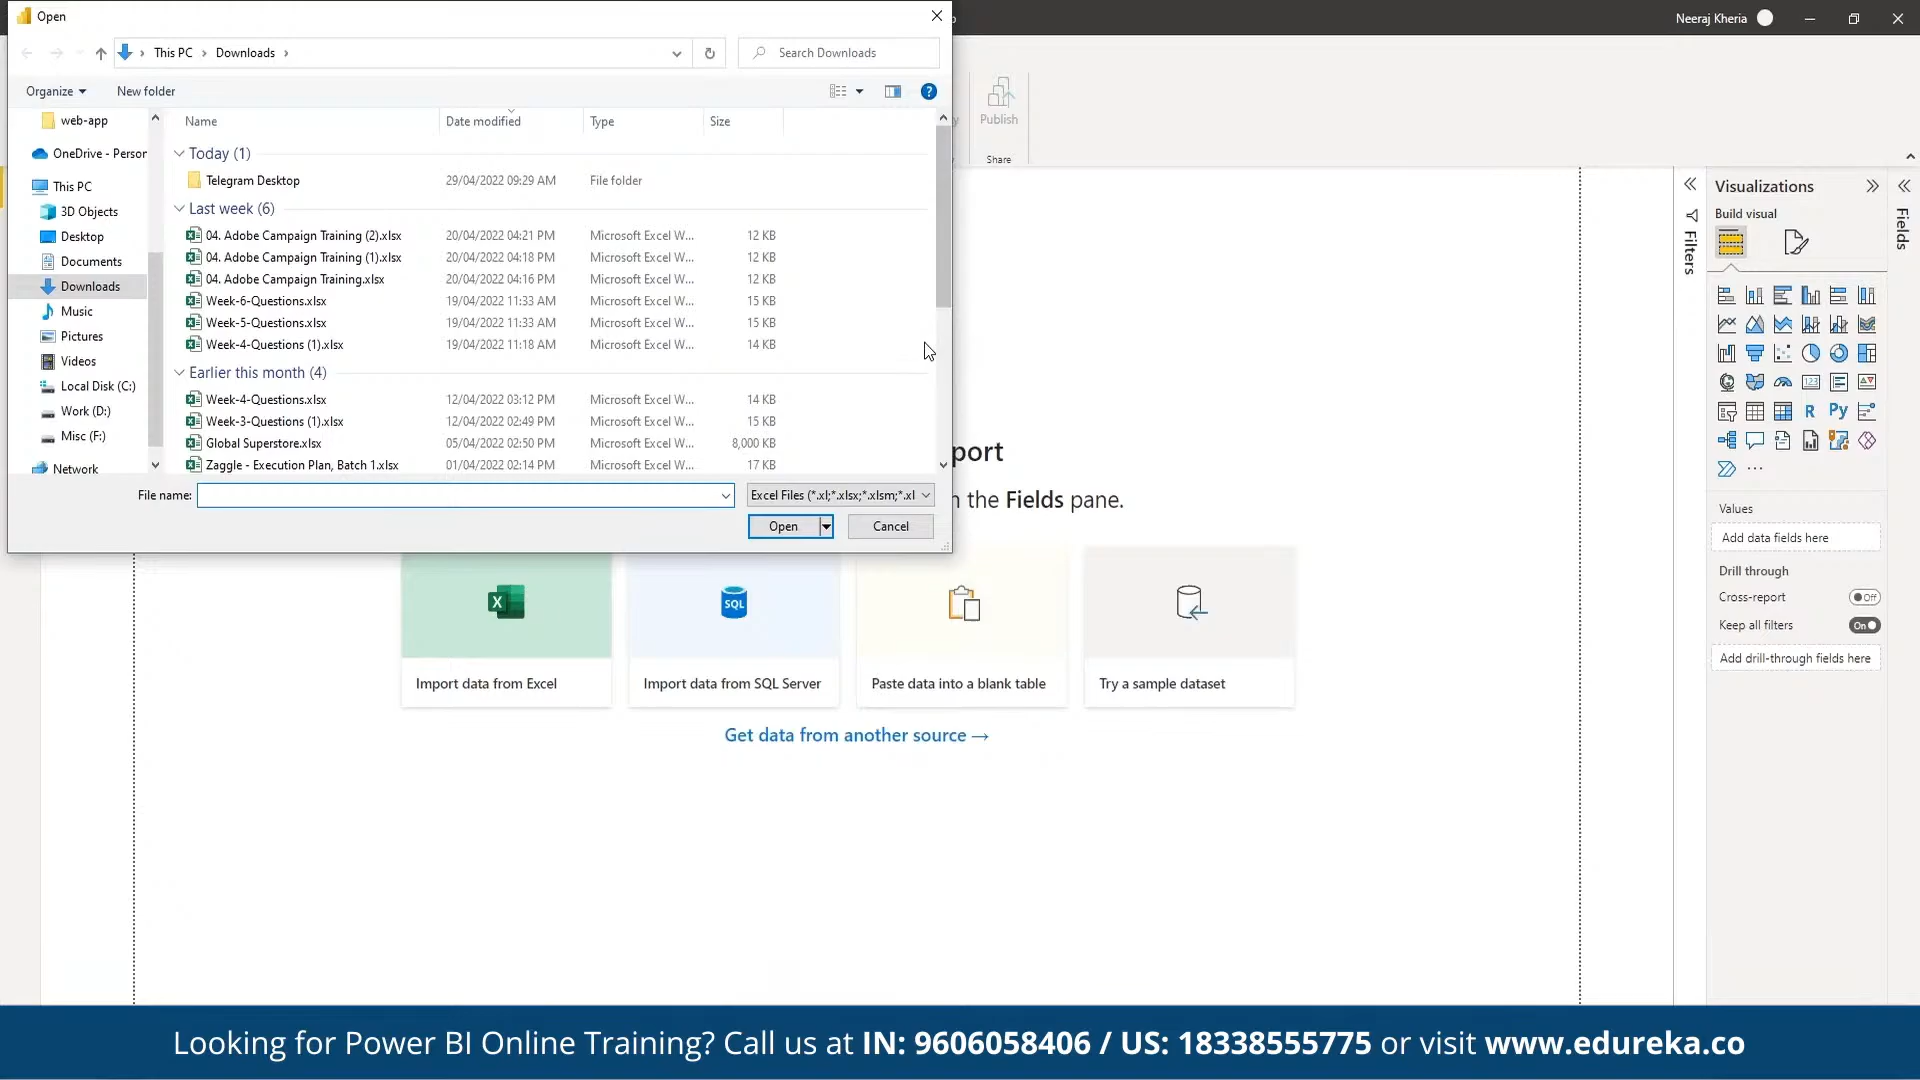 Open
Neeraj Kheria
This PC > Downloads >
Search Downloads
Organize
New folder
Publish
Share
web-app
OneDrive - Person
This PC
3D Objects
Desktop
Documents
Downloads
Music
Pictures
Videos
Local Disk (C:)
Work (D:)
Misc (F:)
Network
Name Date modified Type Size
Today (1)
Telegram Desktop 29/04/2022 09:29 AM File folder
Last week (6)
04. Adobe Campaign Training (2).xlsx 20/04/2022 04:21 PM Microsoft Excel W... 12 KB
04. Adobe Campaign Training (1).xlsx 20/04/2022 04:18 PM Microsoft Excel W... 12 KB
04. Adobe Campaign Training.xlsx 20/04/2022 04:16 PM Microsoft Excel W... 12 KB
Week-6-Questions.xlsx 19/04/2022 11:33 AM Microsoft Excel W... 15 KB
Week-5-Questions.xlsx 19/04/2022 11:33 AM Microsoft Excel W... 15 KB
Week-4-Questions (1).xlsx 19/04/2022 11:18 AM Microsoft Excel W... 14 KB
Earlier this month (4)
Week-4-Questions.xlsx 12/04/2022 03:12 PM Microsoft Excel W... 14 KB
Week-3-Questions (1).xlsx 12/04/2022 02:49 PM Microsoft Excel W... 15 KB
Global Superstore.xlsx 05/04/2022 02:50 PM Microsoft Excel W... 8,000 KB
Zaggle - Execution Plan, Batch 1.xlsx 01/04/2022 02:14 PM Microsoft Excel W... 17 KB
File name:
Excel Files (*.xl;*.xlsx;*.xlsm;*.xl
Open
Cancel
port
n the Fields pane.
X
SQL
Import data from Excel
Import data from SQL Server
Paste data into a blank table
Try a sample dataset
Get data from another source →
Filters
Visualizations
Build visual
123
R
Py
Values
Add data fields here
Drill through
Cross-report
Off
Keep all filters
On
Add drill-through fields here
Fields
Looking for Power BI Online Training? Call us at IN: 9606058406 / US: 18338555775 or visit www.edureka.co